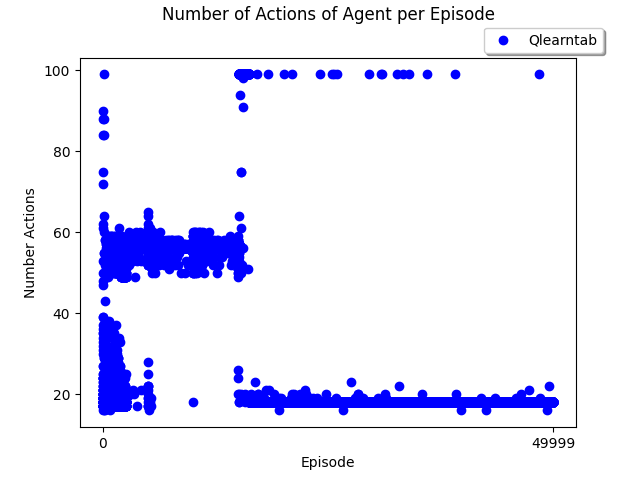 Number of Actions of Agent per Episode
Qlearntab
100
80
60
40
20
Number Actions
0
49999
Episode